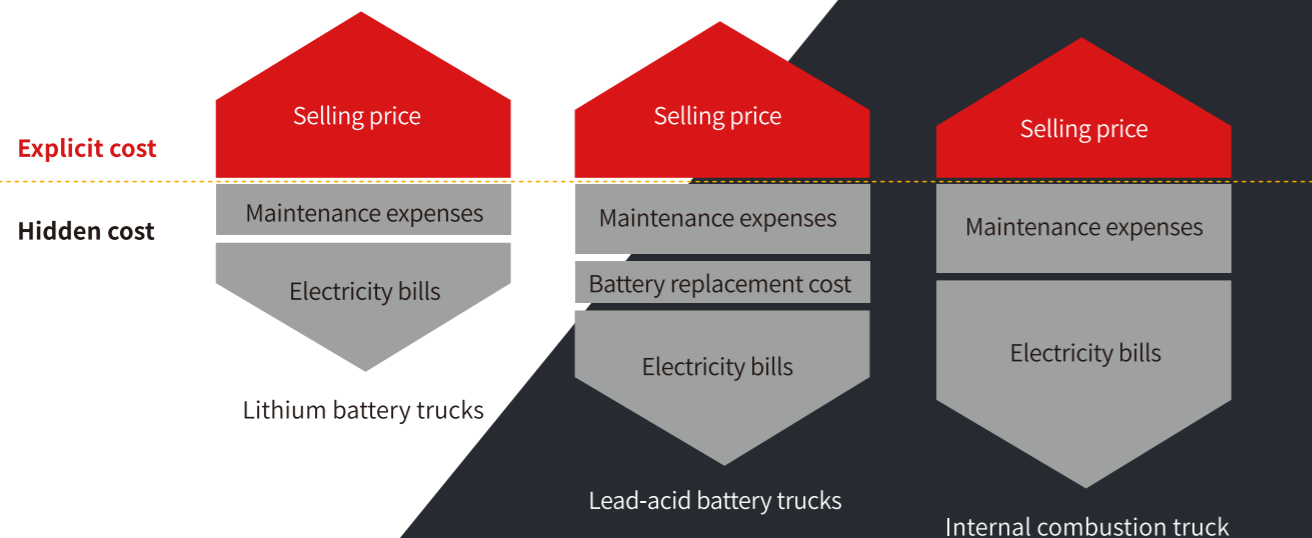 Explicit cost
Hidden cost
Selling price
Maintenance expenses
Electricity bills
Lithium battery trucks
Selling price
Maintenance expenses
Battery replacement cost
Electricity bills
Lead-acid battery trucks
Selling price
Maintenance expenses
Electricity bills
Internal combustion truck